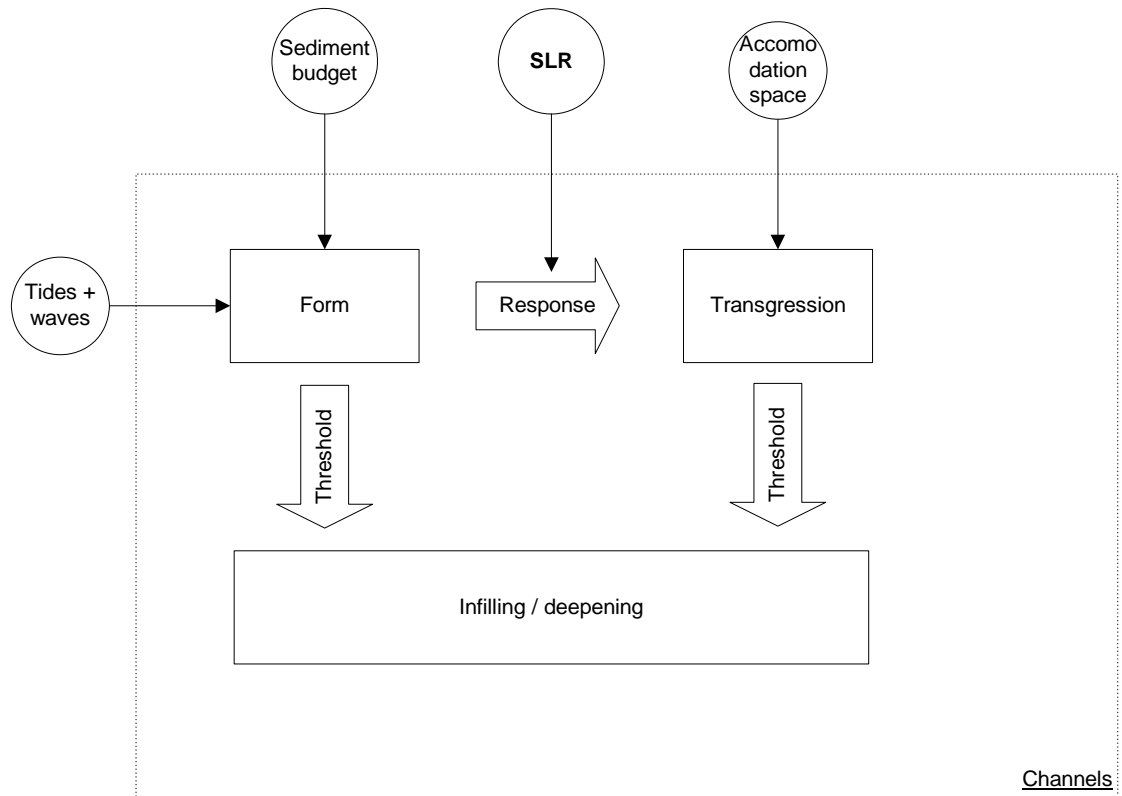 Sediment
budget
SLR
Accomo
dation
space
Tides +
waves
Form
Response
Transgression
Threshold
Threshold
Infilling / deepening
Channels